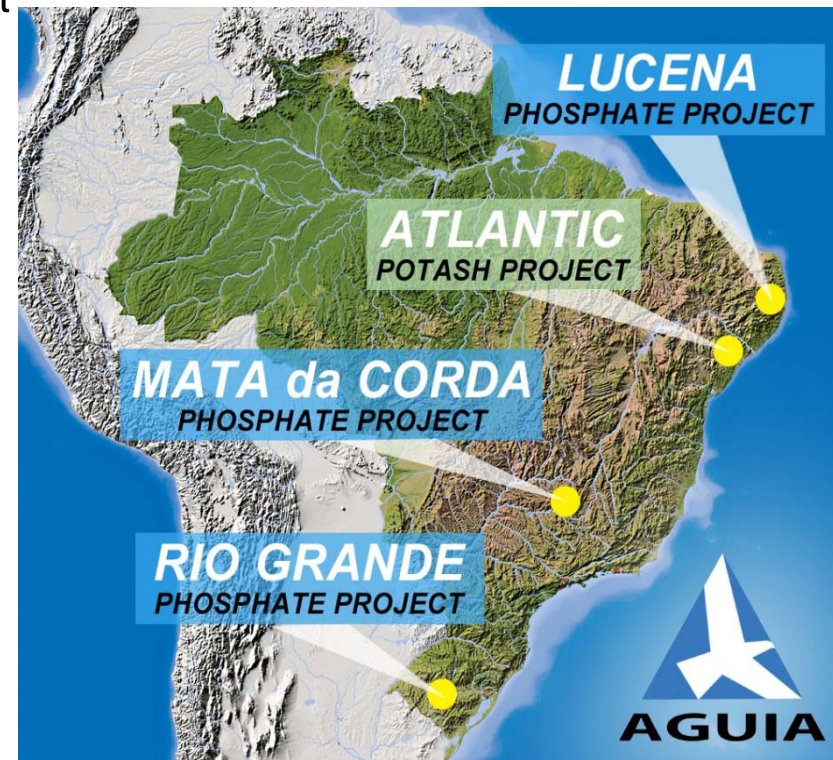 t
LUCENA
PHOSPHATE PROJECT
ATLANTIC
POTASH PROJECT
MATA da CORDA
PHOSPHATE PROJECT
RIO GRANDE
PHOSPHATE PROJECT
AGUIA